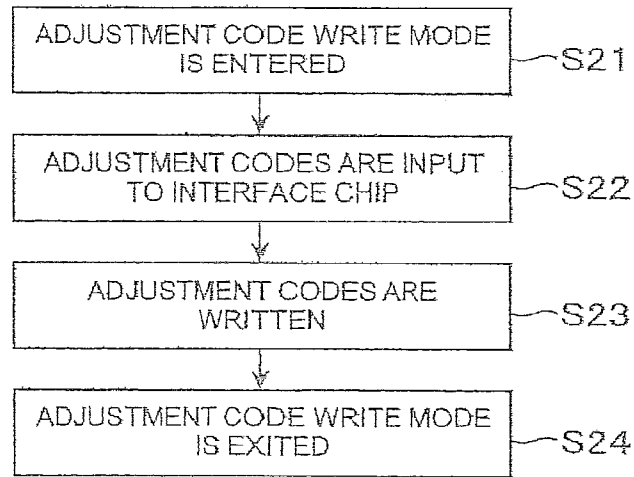 ADJUSTMENT CODE WRITE MODE
IS ENTERED
S21
ADJUSTMENT CODES ARE INPUT
TO INTERFACE CHIP
S22
ADJUSTMENT CODES ARE
WRITTEN
S23
ADJUSTMENT CODE WRITE MODE
IS EXITED
S24